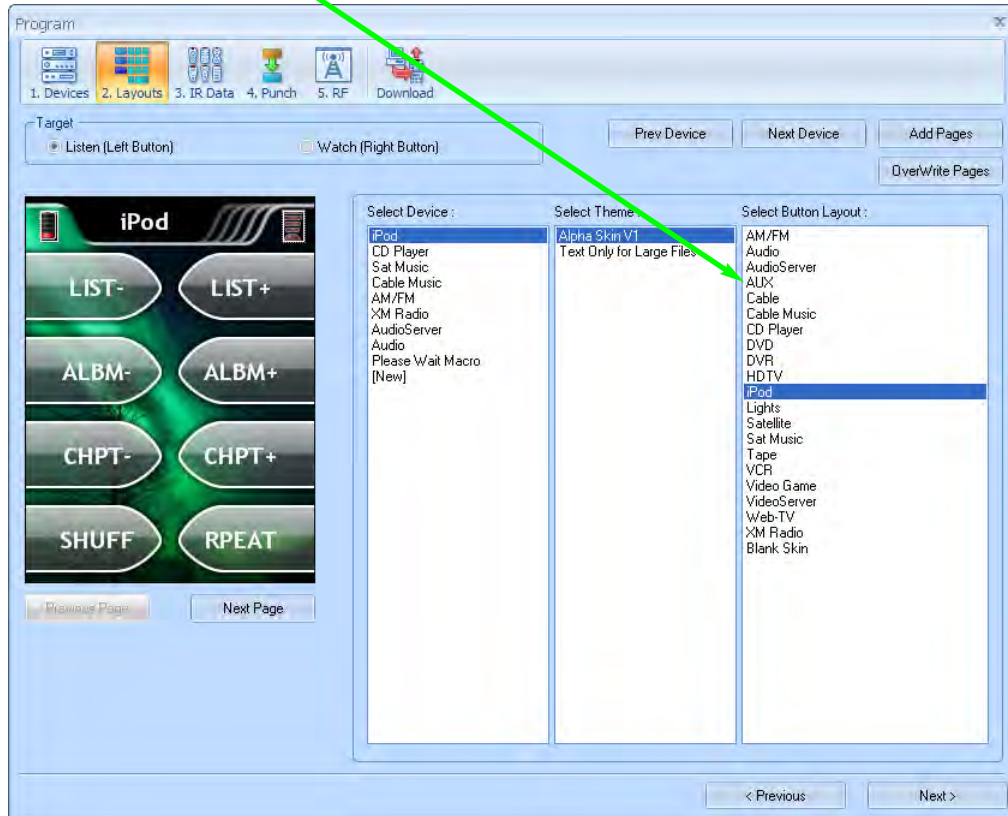 Program
1. Devices 2. Layouts 3. IR Data 4. Punch 5. RF Download
Target
Listen (Left Button) Watch (Right Button)
Prev Device Next Device Add Pages
OverWrite Pages
iPod
LIST- LIST+
ALBM- ALBM+
CHPT- CHPT+
SHUFF RPEAT
Previous Page Next Page
Select Device :
iPod
CD Player
Sat Music
Cable Music
AM/FM
XM Radio
AudioServer
Audio
Please Wait Macro
[New]
Select Theme :
Alpha Skin V1
Text Only for Large Files
Select Button Layout :
AM/FM
Audio
AudioServer
AUX
Cable
Cable Music
CD Player
DVD
DVR
HDTV
iPod
Lights
Satellite
Sat Music
Tape
VCR
Video Game
VideoServer
Web-TV
XM Radio
Blank Skin
< Previous Next >